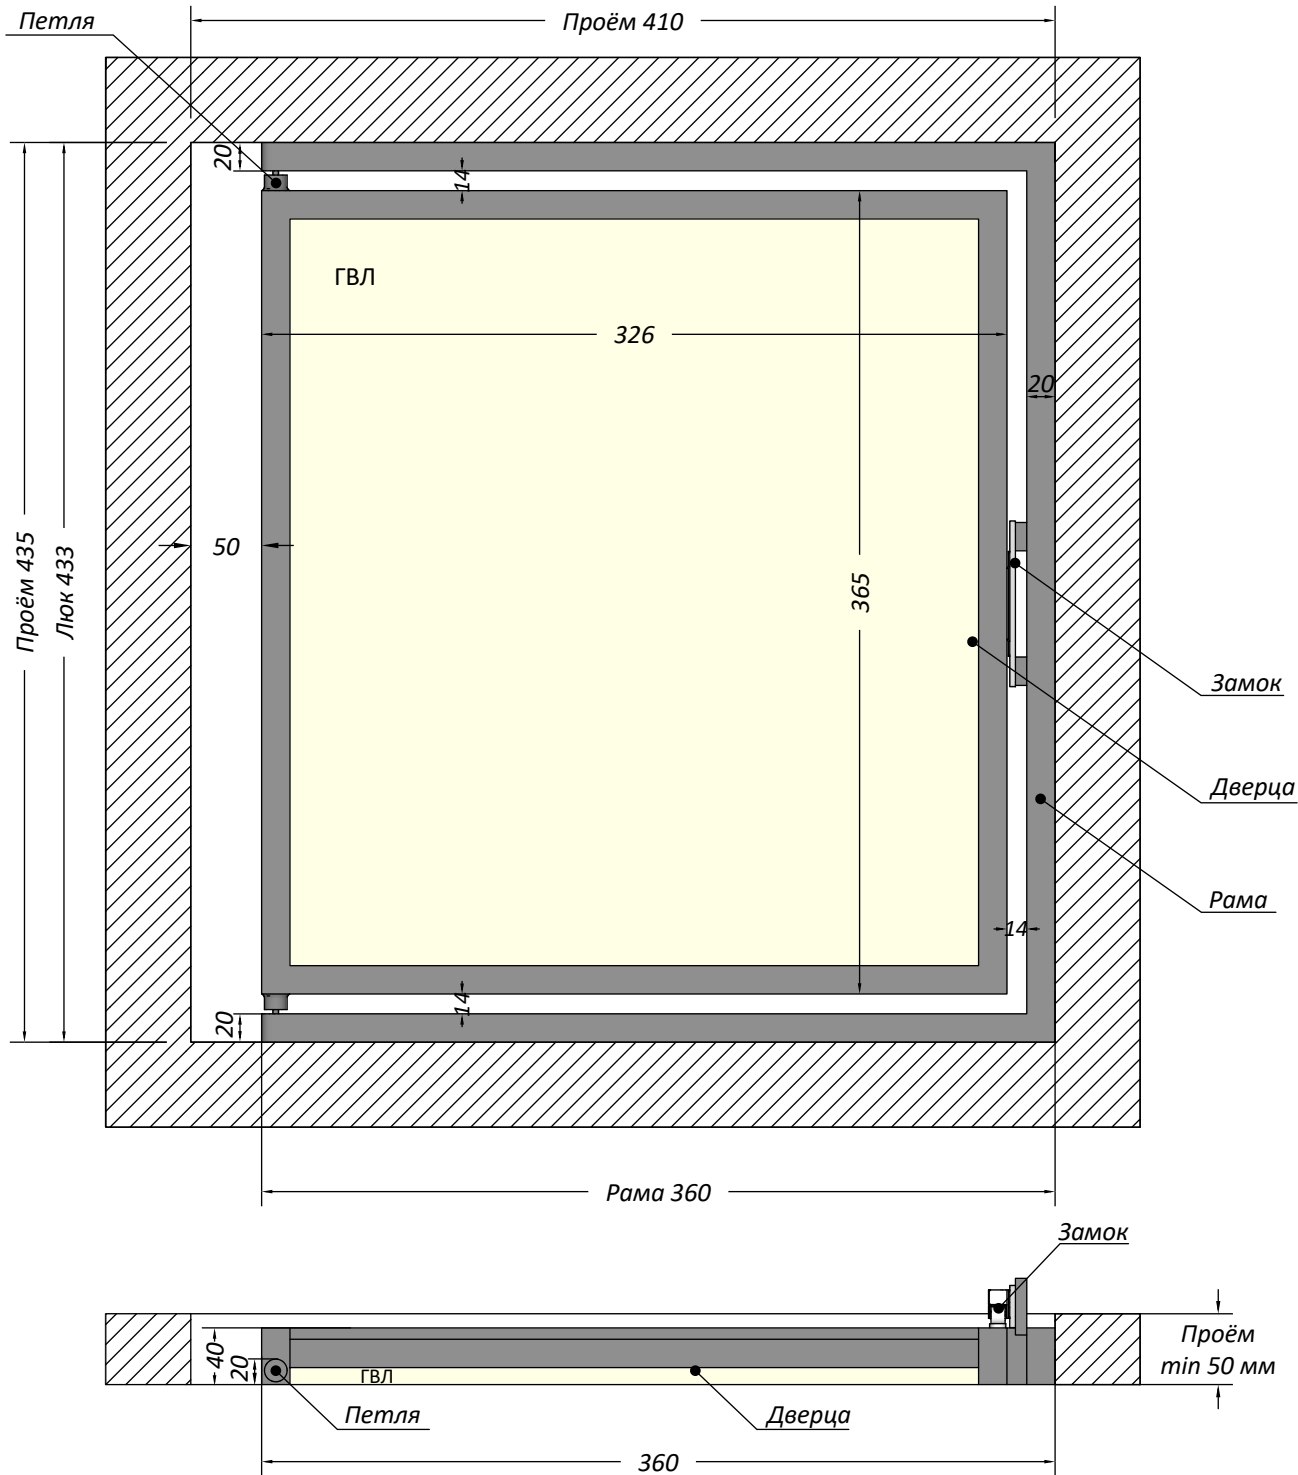 Петля
Проём 410
20
14
ГВЛ
326
20
Проём 435
Люк 433
50
365
Замок
Дверца
Рама
14
14
20
Рама 360
Замок
40
20
ГВЛ
Проём
min 50 мм
Петля
Дверца
360